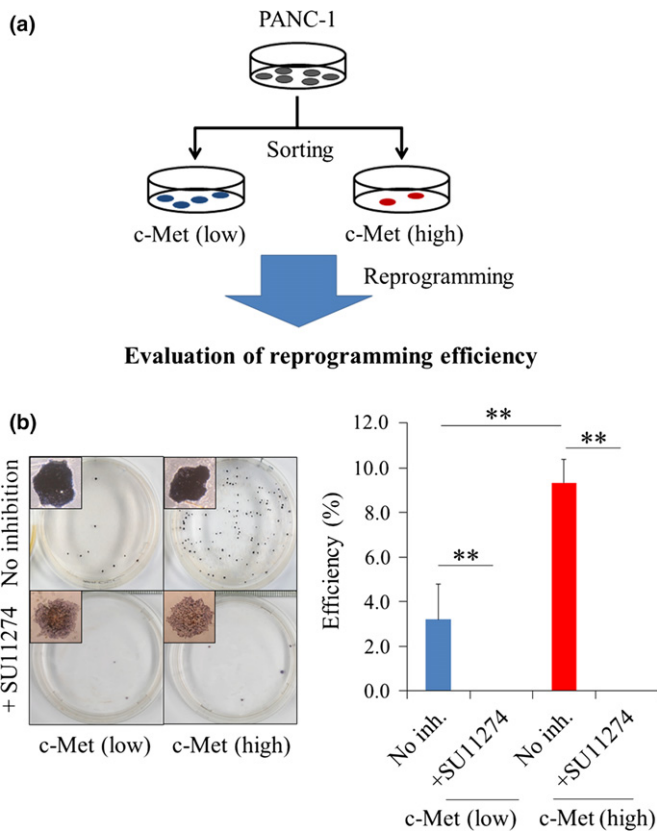 (a)
PANC-1
Sorting
c-Met (low)
c-Met (high)
Reprogramming
Evaluation of reprogramming efficiency
(b)
No inhibition
+ SU11274
c-Met (low)
c-Met (high)
Efficiency (%)
12.0
10.0
8.0
6.0
4.0
2.0
0.0
**
**
**
No inh.
+SU11274
No inh.
+SU11274
c-Met (low)
c-Met (high)